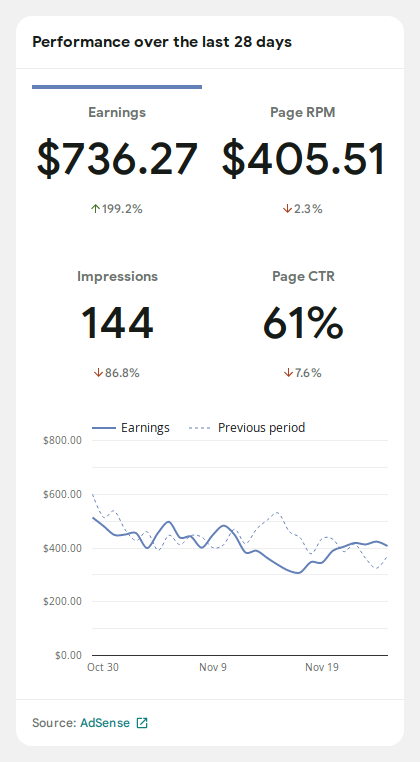 Performance over the last 28 days
Earnings Page RPM
$736.27 $405.51
↑199.2% ↓2.3%
Impressions Page CTR
144 61%
↓86.8% ↓7.6%
Earnings Previous period
$800.00
$600.00
$400.00
$200.00
$0.00
Oct 30 Nov 9 Nov 19
Source: AdSense